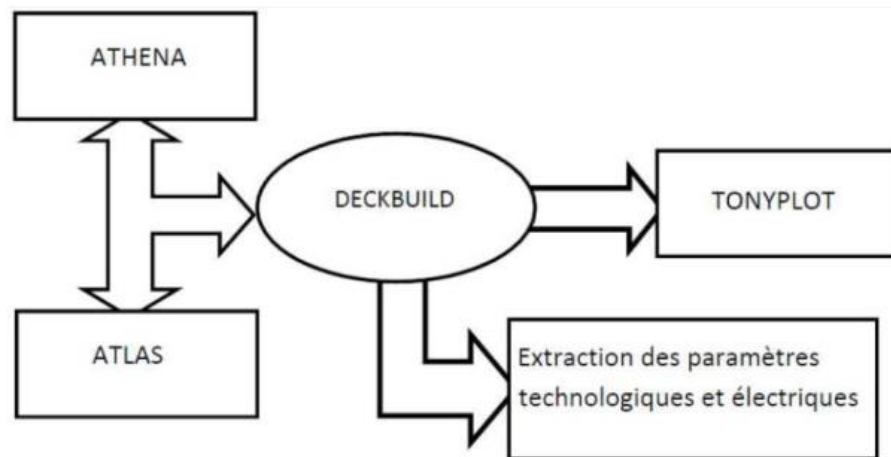 ATHENA
DECKBUILD
TONYPLOT
ATLAS
Extraction des paramètres
technologiques et électriques